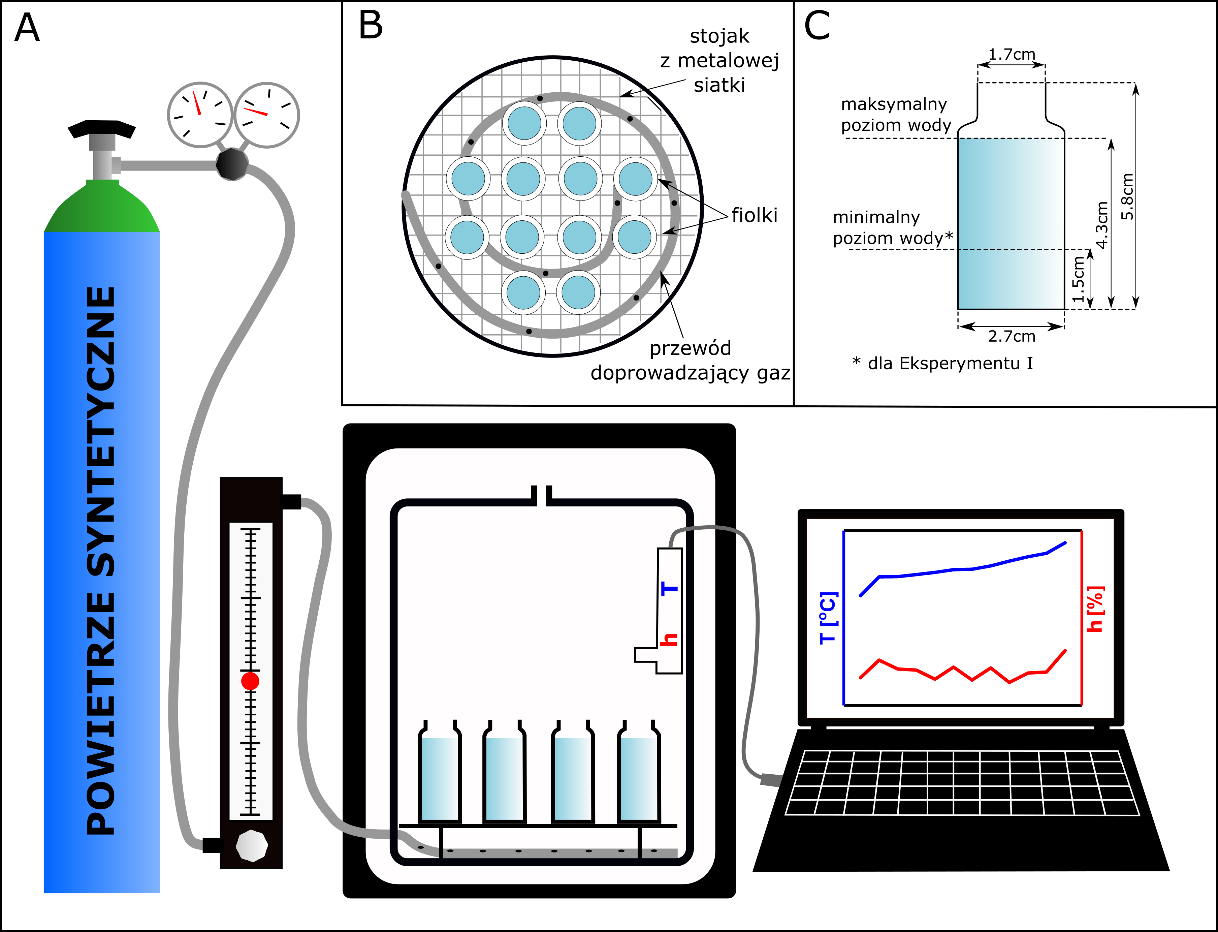 A
POWIETRZE SYNTETYCZNE
B
stojak
z metalowej
siatki
fiolki
przewód
doprowadzający gaz
C
1.7cm
maksymalny
poziom wody
minimalny
poziom wody*
1.5cm
4.3cm
5.8cm
2.7cm
* dla Eksperymentu I
T
h
T [°C]
h [%]